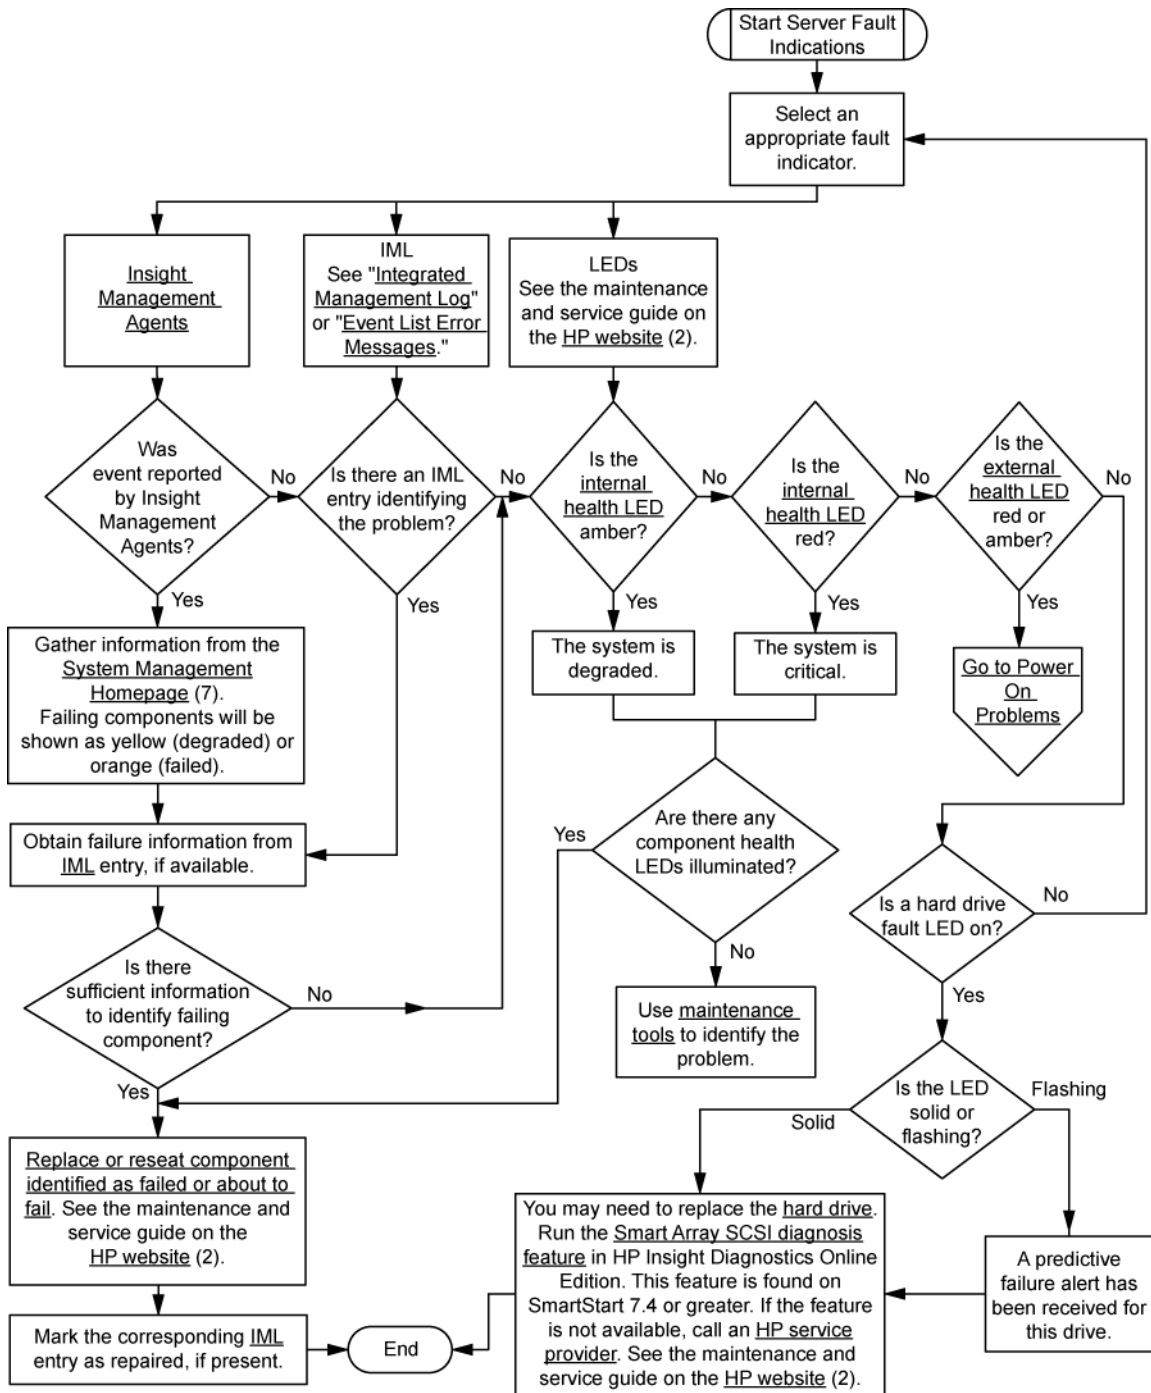 Start Server Fault
Indications
Select an
appropriate fault
indicator.
Insight
Management
Agents
IML
See "Integrated
Management Log"
or "Event List Error
Messages."
LEDs
See the maintenance
and service guide on
the HP website (2).
Was
event reported
by Insight
Management
Agents?
No
Is there an IML
entry identifying
the problem?
No
Is the
internal
health LED
amber?
No
Is the
internal
health LED
red?
No
Is the
external
health LED
red or
amber?
No
Yes
Yes
Yes
Yes
Yes
Gather information from the
System Management
Homepage (7).
Failing components will be
shown as yellow (degraded) or
orange (failed).
The system is
degraded.
The system is
critical.
Go to Power
On
Problems
Obtain failure information from
IML entry, if available.
Yes
Are there any
component health
LEDs illuminated?
No
Is a hard drive
fault LED on?
No
Yes
Is there
sufficient information
to identify failing
component?
No
Yes
Use maintenance
tools to identify the
problem.
Is the LED
solid or
flashing?
Solid
Flashing
Replace or reseat component
identified as failed or about to
fail. See the maintenance and
service guide on the
HP website (2).
You may need to replace the hard drive.
Run the Smart Array SCSI diagnosis
feature in HP Insight Diagnostics Online
Edition. This feature is found on
SmartStart 7.4 or greater. If the feature
is not available, call an HP service
provider. See the maintenance and
service guide on the HP website (2).
A predictive
failure alert has
been received for
this drive.
Mark the corresponding IML
entry as repaired, if present.
End